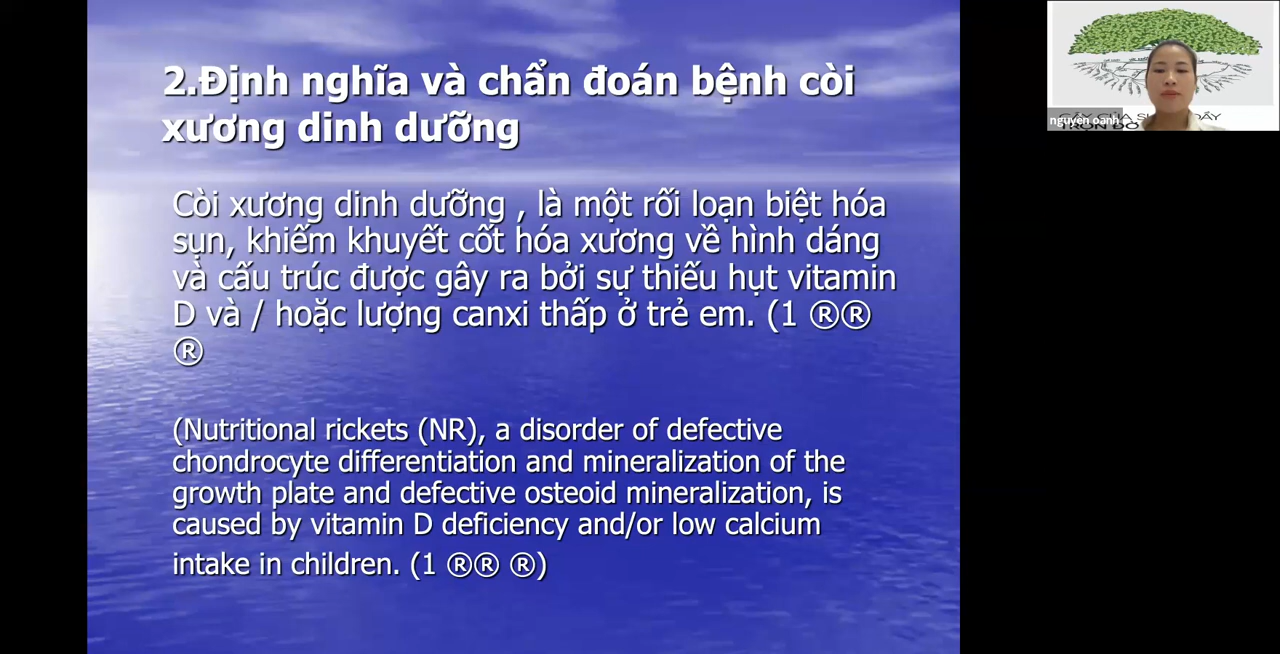 2.Định nghĩa và chẩn đoán bệnh còi
xương dinh dưỡng
Còi xương dinh dưỡng , là một rối loạn biệt hóa
sụn, khiếm khuyết cốt hóa xương về hình dáng
và cấu trúc được gây ra bởi sự thiếu hụt vitamin
D và / hoặc lượng canxi thấp ở trẻ em. (1 ®®
®
(Nutritional rickets (NR), a disorder of defective
chondrocyte differentiation and mineralization of the
growth plate and defective osteoid mineralization, is
caused by vitamin D deficiency and/or low calcium
intake in children. (1 ®® ®)
nguyen oanh